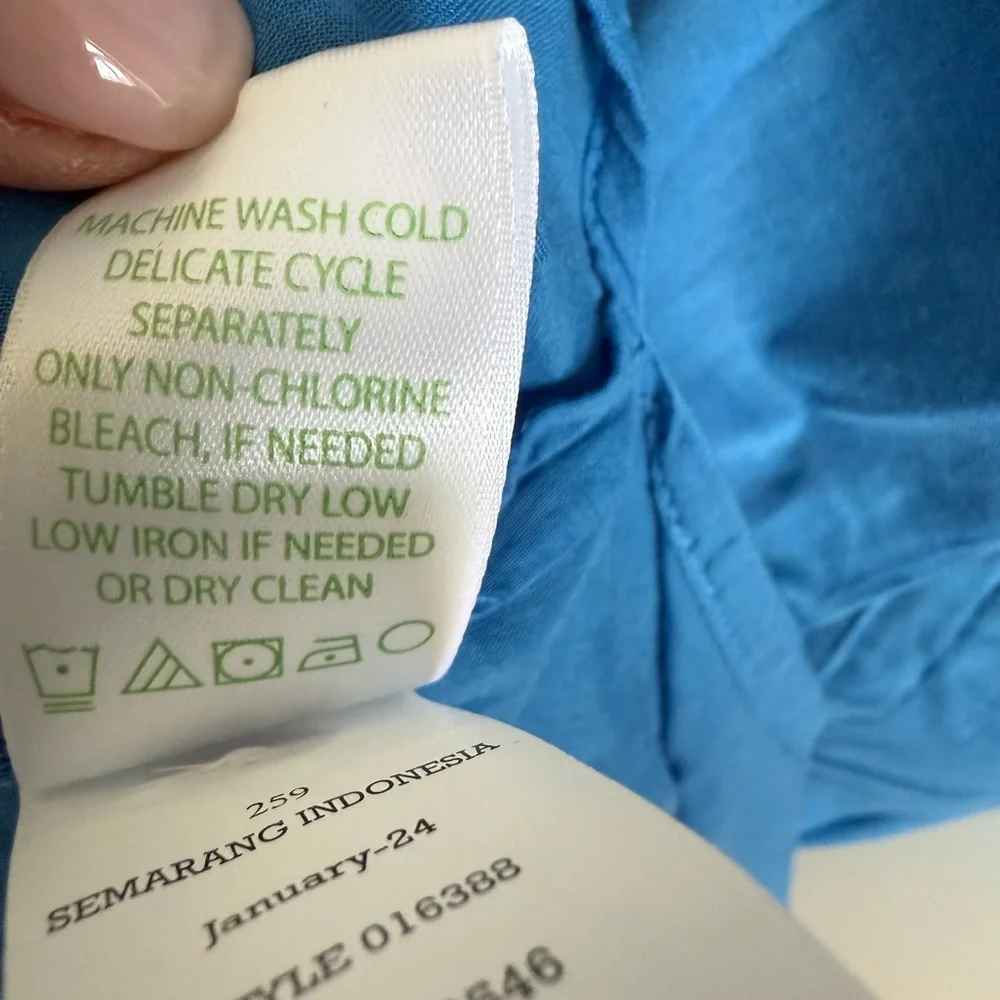 MACHINE WASH COLD
DELICATE CYCLE
SEPARATELY
ONLY NON-CHLORINE
BLEACH, IF NEEDED
TUMBLE DRY LOW
LOW IRON IF NEEDED
OR DRY CLEAN
259
SEMARANG INDONESIA
January-24
016388